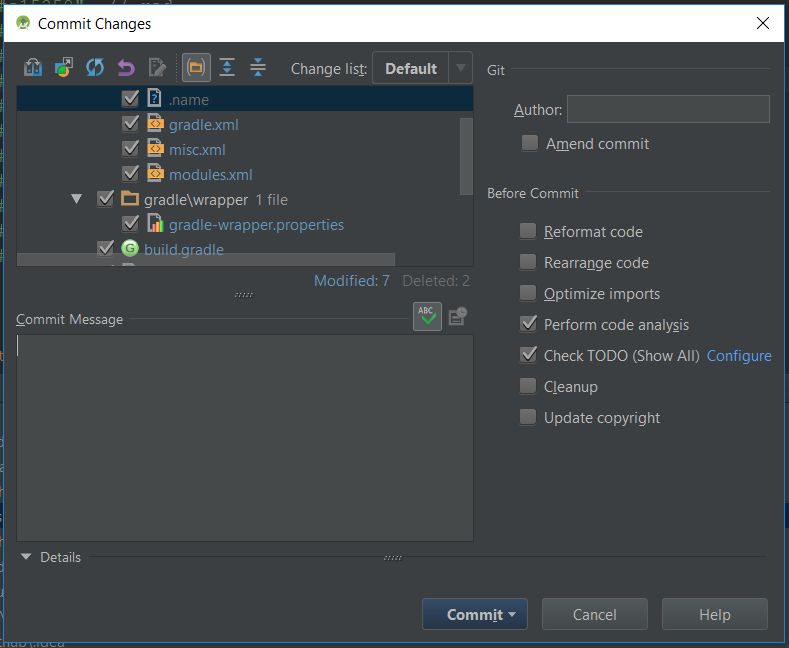 Commit Changes
Change list: Default
.name
gradle.xml
misc.xml
modules.xml
gradle\wrapper 1 file
gradle-wrapper.properties
build.gradle
Modified: 7 Deleted: 2
Commit Message
ABC
Details
Git
Author:
Amend commit
Before Commit
Reformat code
Rearrange code
Optimize imports
Perform code analysis
Check TODO (Show All) Configure
Cleanup
Update copyright
Commit
Cancel
Help